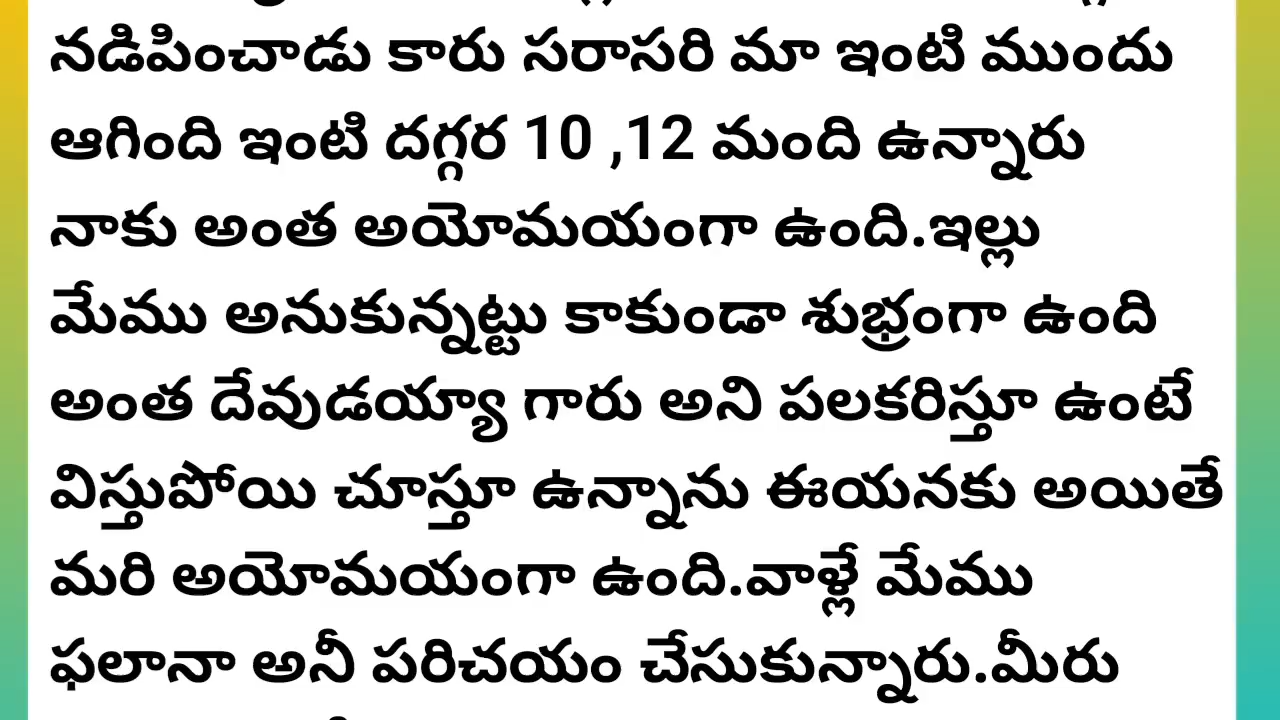 నడిపించాడు కారు సరాసరి మా ఇంటి ముందు
ఆగింది ఇంటి దగ్గర 10 ,12 మంది ఉన్నారు
నాకు అంత అయోమయంగా ఉంది.ఇల్లు
మేము అనుకున్నట్టు కాకుండా శుభ్రంగా ఉంది
అంత దేవుడయ్యా గారు అని పలకరిస్తూ ఉంటే
విస్తుపోయి చూస్తూ ఉన్నాను ఈయనకు అయితే
మరి అయోమయంగా ఉంది.వాళ్లే మేము
ఫలానా అనీ పరిచయం చేసుకున్నారు.మీరు